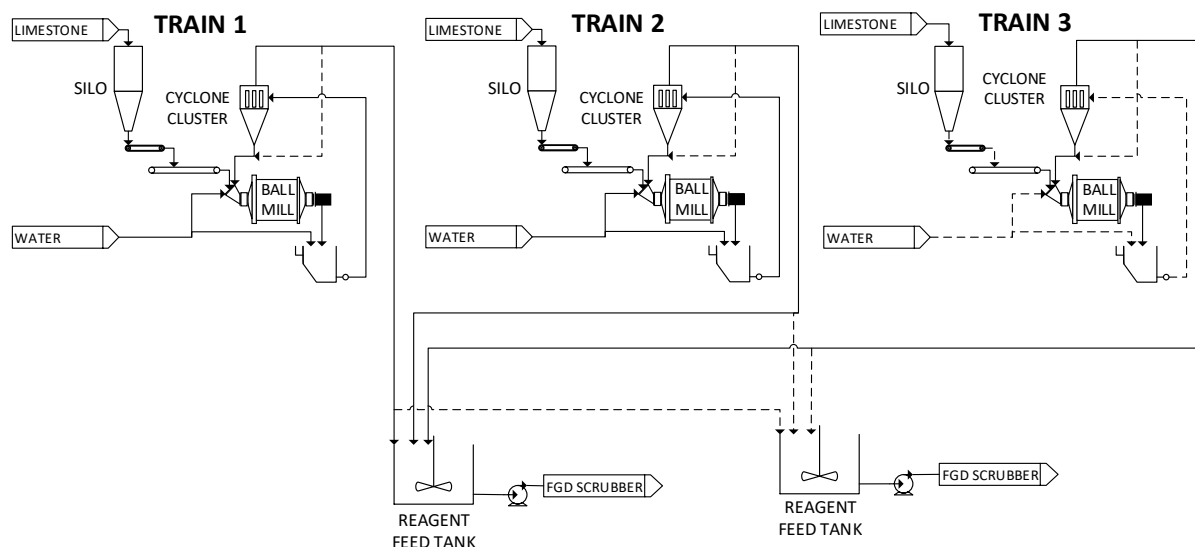 TRAIN 1
LIMESTONE
SILO
CYCLONE
CLUSTER
BALL
MILL
WATER
TRAIN 2
LIMESTONE
SILO
CYCLONE
CLUSTER
BALL
MILL
WATER
TRAIN 3
LIMESTONE
SILO
CYCLONE
CLUSTER
BALL
MILL
WATER
FGD SCRUBBER
REAGENT
FEED TANK
FGD SCRUBBER
REAGENT
FEED TANK